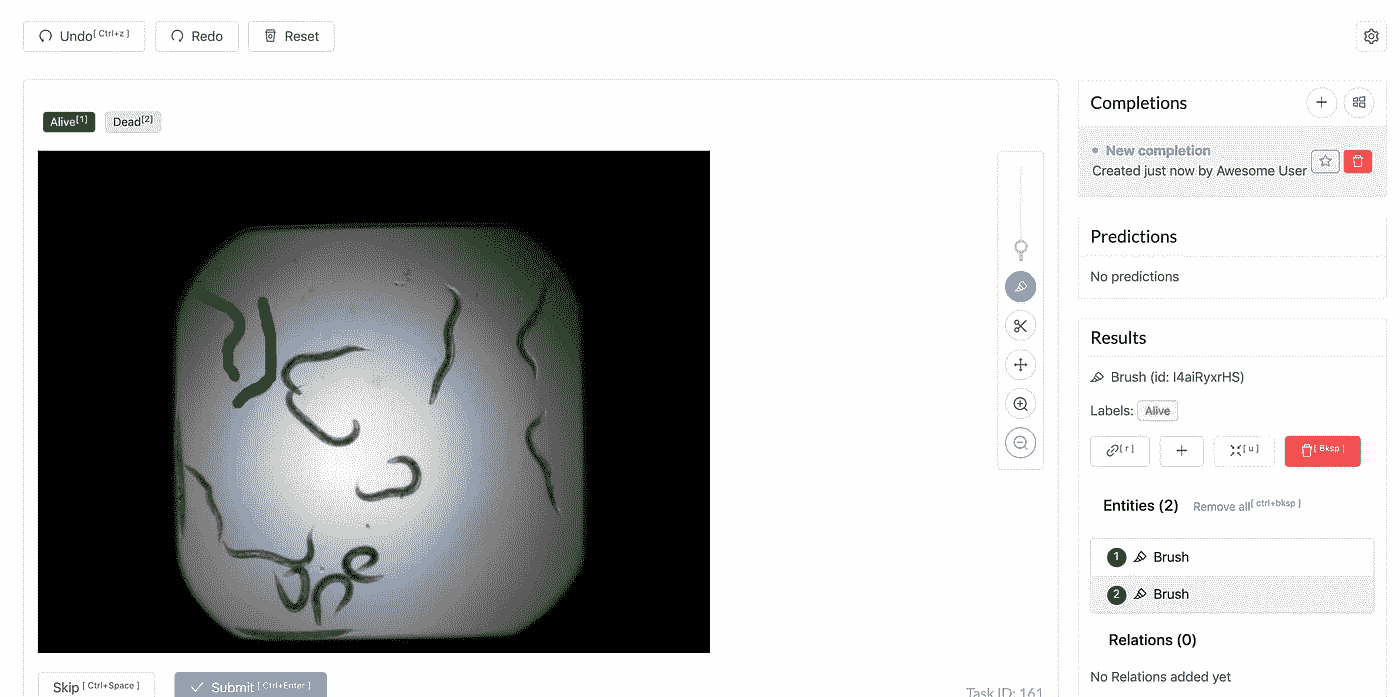 Undo[ Ctrl+z ] Redo Reset
Alive[1] Dead[2]
Skip[ Ctrl+Space ] Submit[ Ctrl+Enter ]
Task ID: 161
Completions
New completion
Created just now by Awesome User
Predictions
No predictions
Results
Brush (id: I4aiRyxrHS)
Labels: Alive
[ r ] [ u ] [ Bksp ]
Entities (2) Remove all[ ctrl+bksp ]
1 Brush
2 Brush
Relations (0)
No Relations added yet